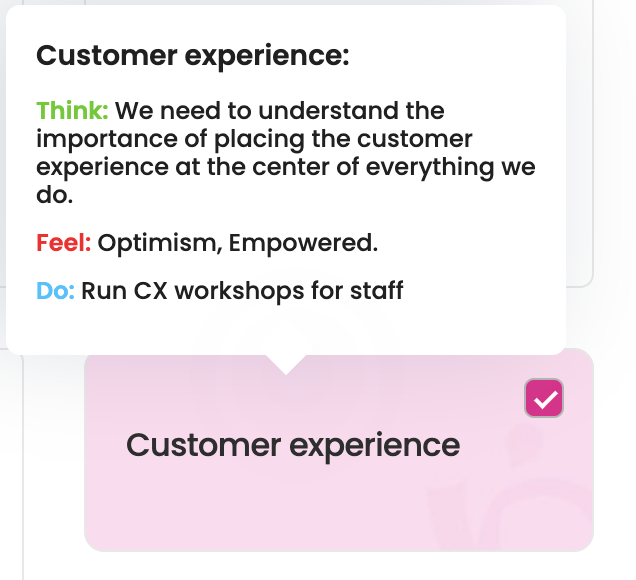 Customer experience:
Think: We need to understand the
importance of placing the customer
experience at the center of everything we
do.
Feel: Optimism, Empowered.
Do: Run CX workshops for staff
Customer experience